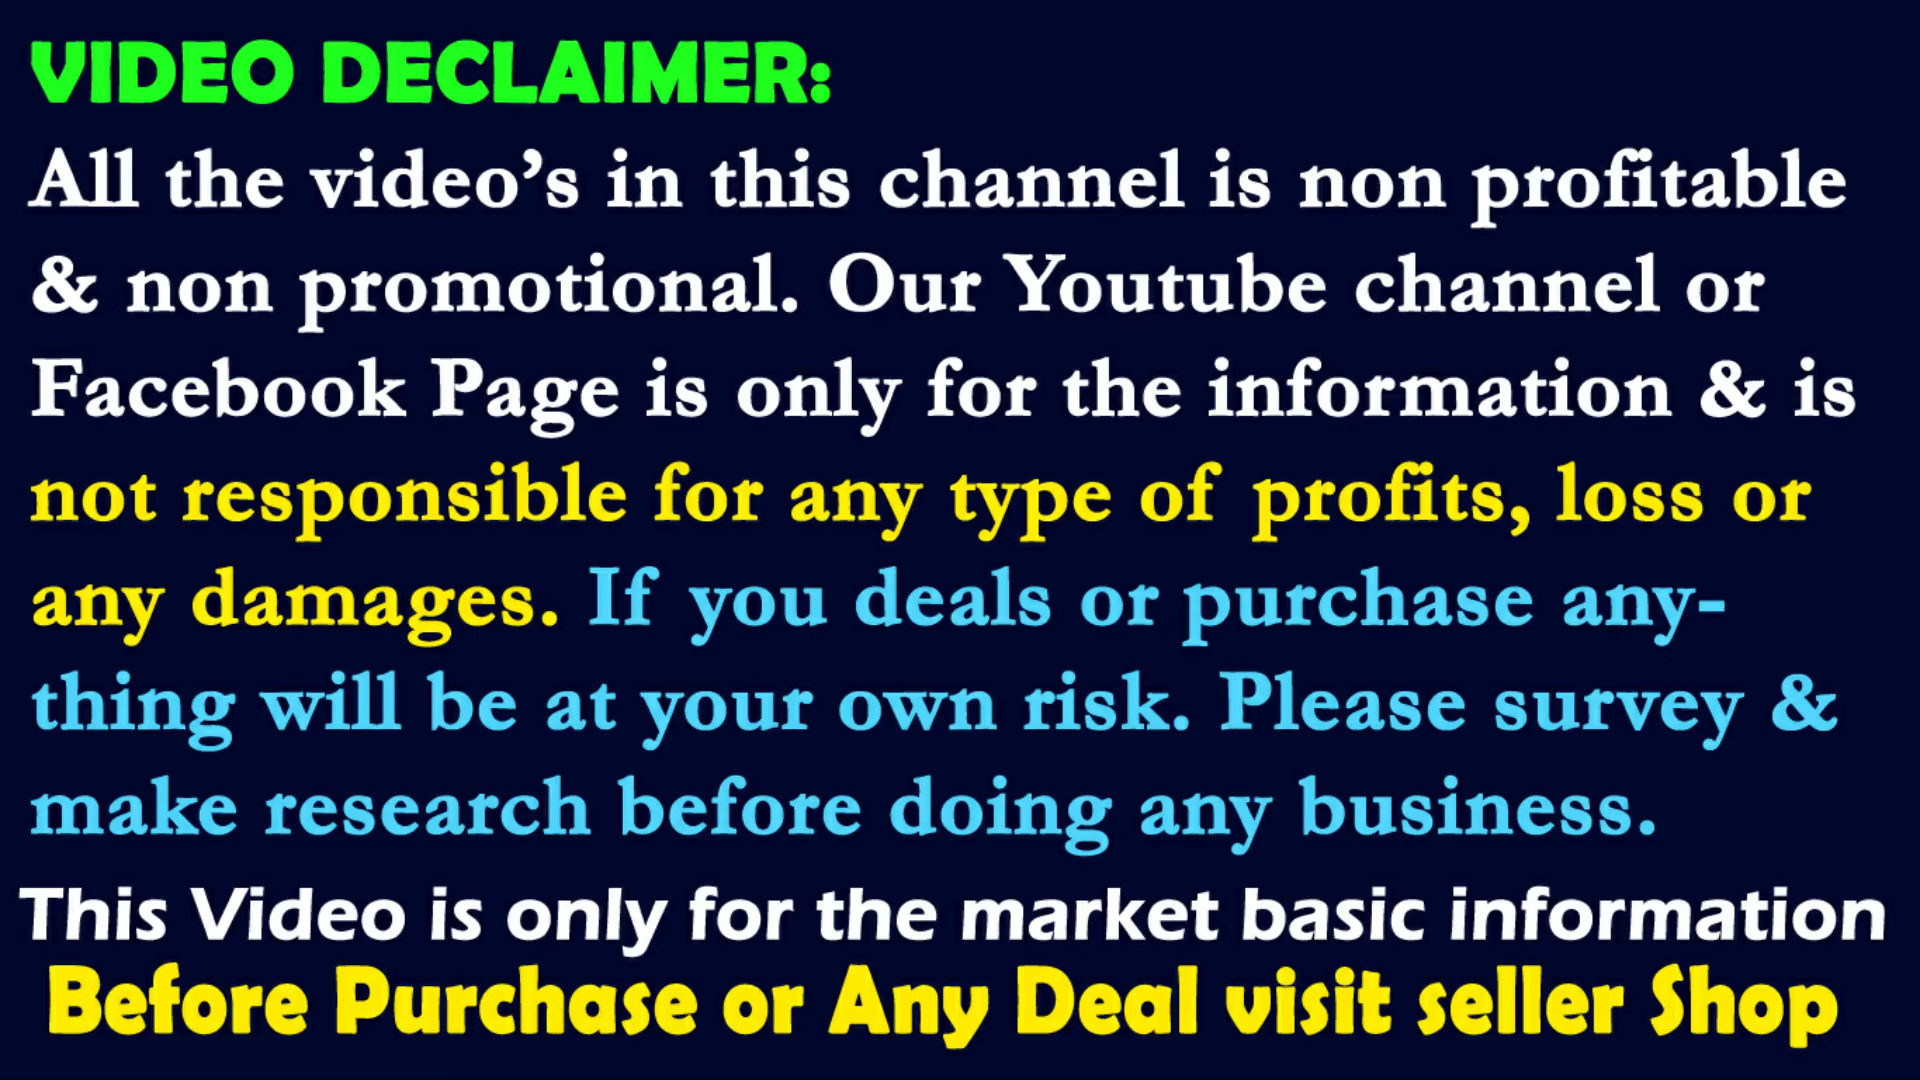 VIDEO DECLAIMER:
All the video’s in this channel is non profitable
& non promotional. Our Youtube channel or
Facebook Page is only for the information & is
not responsible for any type of profits, loss or
any damages. If you deals or purchase any-
thing will be at your own risk. Please survey &
make research before doing any business.
This Video is only for the market basic information
Before Purchase or Any Deal visit seller Shop